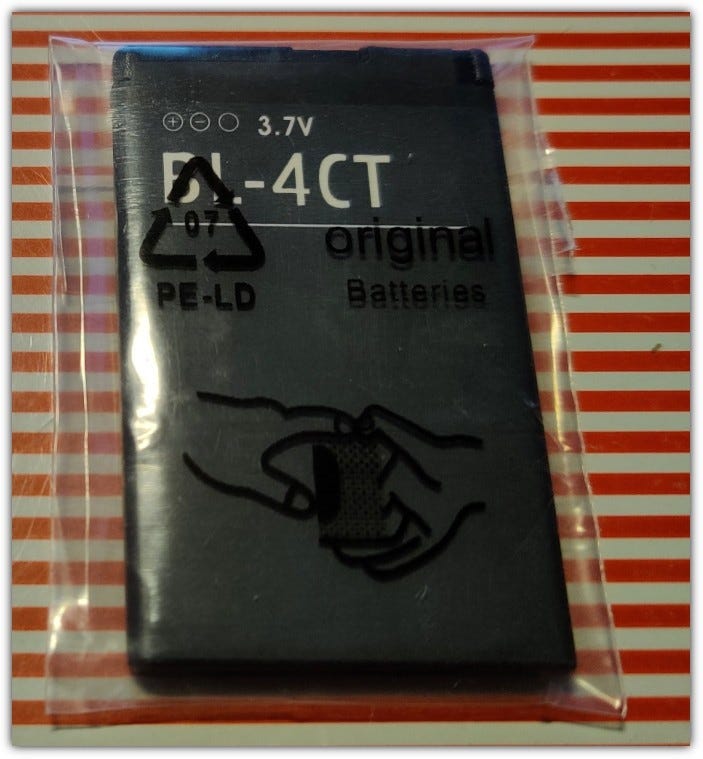 3.7V
BL-4CT
07
original
PE-LD
Batteries